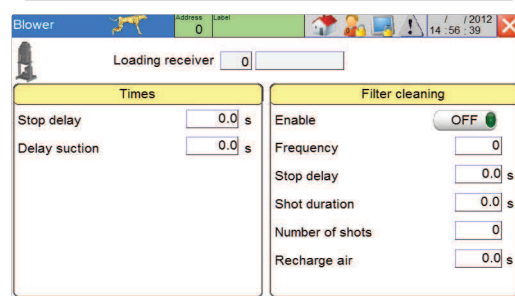 Blower
Address
0
Label
/ / 2012
14 : 56 : 39
Loading receiver 0
Times
Stop delay 0.0 s
Delay suction 0.0 s
Filter cleaning
Enable OFF
Frequency 0
Stop delay 0.0 s
Shot duration 0.0 s
Number of shots 0
Recharge air 0.0 s